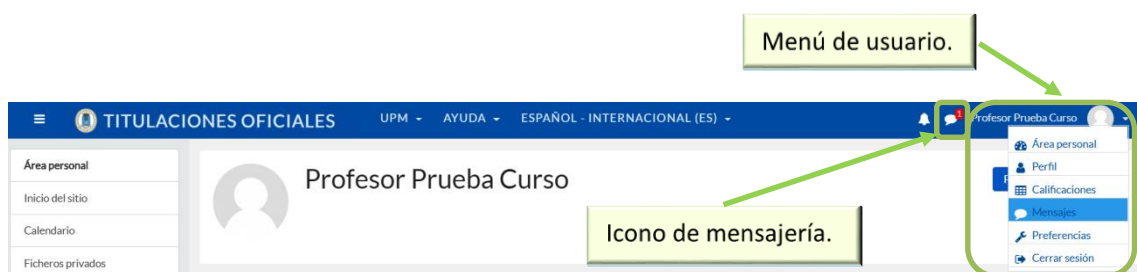 Menú de usuario.
TITULACIONES OFICIALES UPM AYUDA ESPAÑOL - INTERNACIONAL (ES) 1 Profesor Prueba Curso
Área personal
Inicio del sitio
Calendario
Ficheros privados
Profesor Prueba Curso
Icono de mensajería.
Área personal
Perfil
Calificaciones
Mensajes
Preferencias
Cerrar sesión